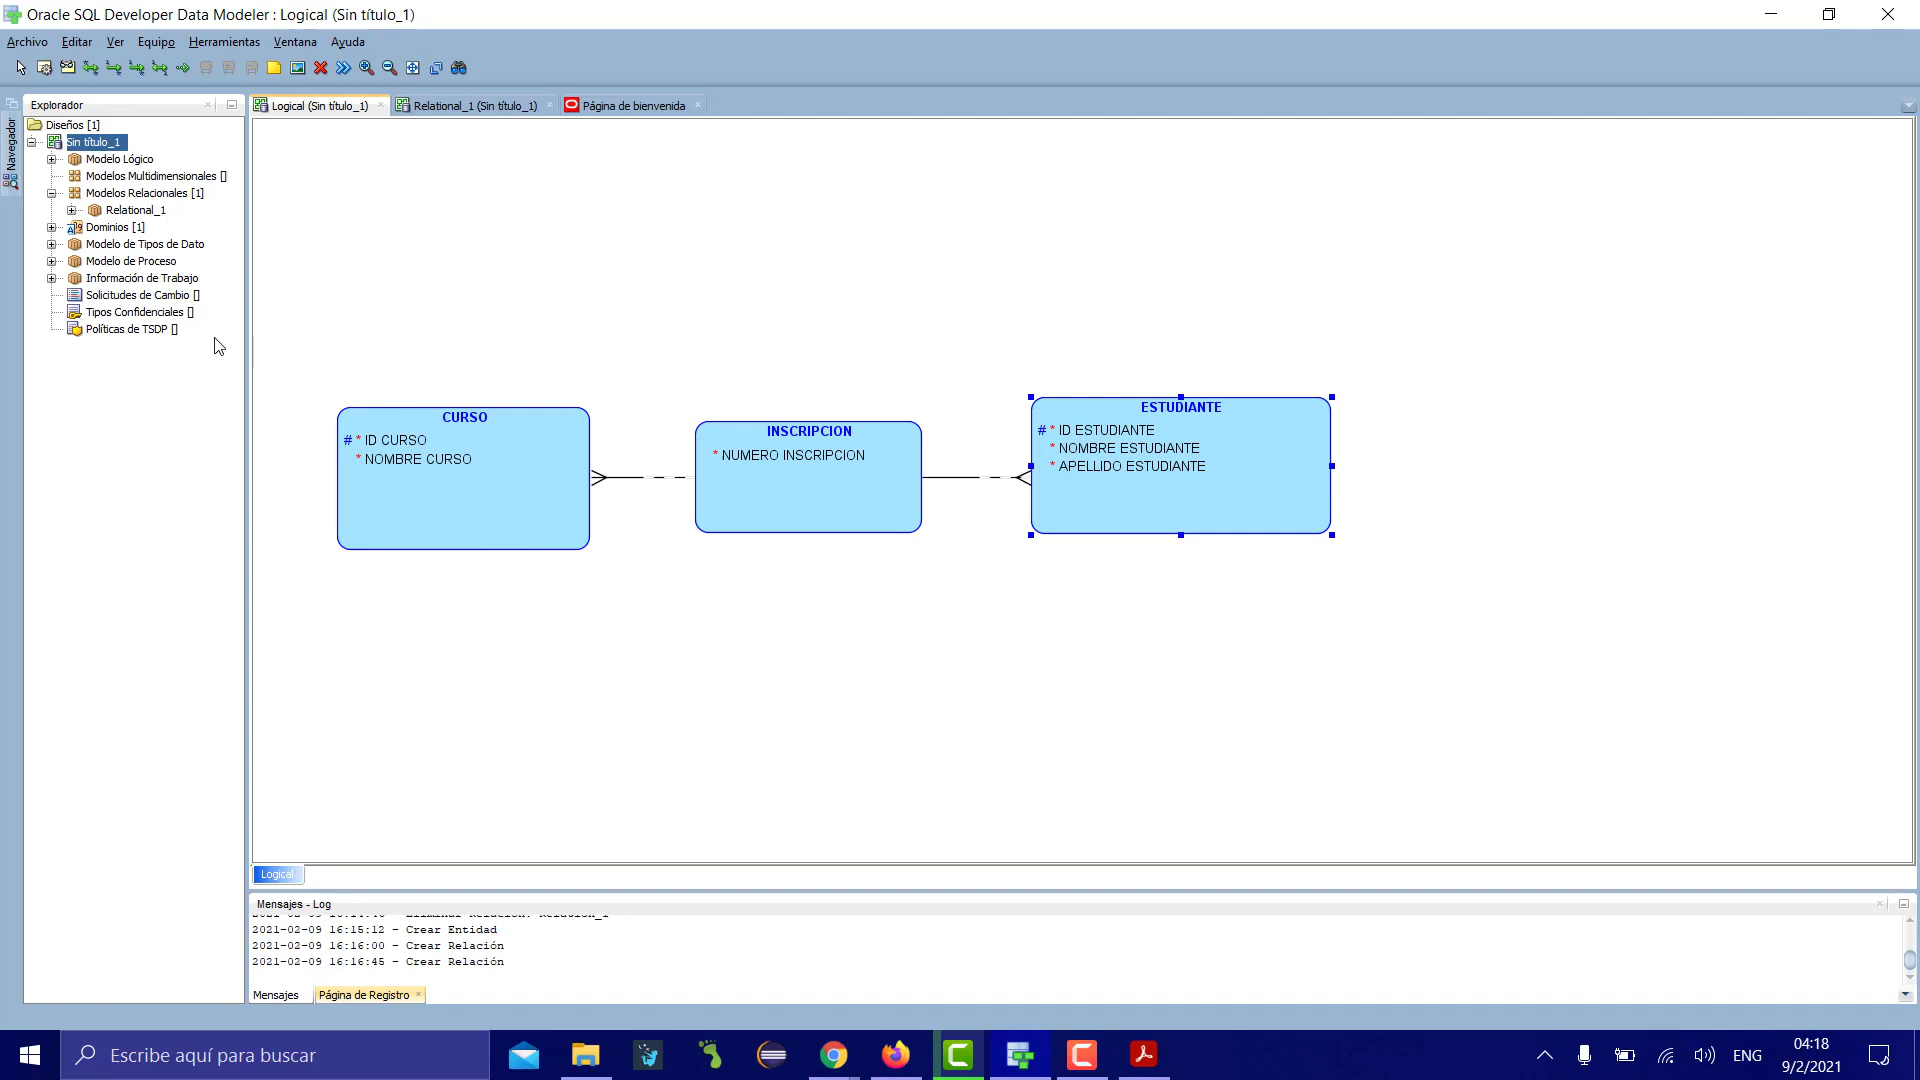 Oracle SQL Developer Data Modeler : Logical (Sin título_1)
Archivo Editar Ver Equipo Herramientas Ventana Ayuda
Navegador
Explorador
Diseños [1]
Sin título_1
Modelo Lógico
Modelos Multidimensionales []
Modelos Relacionales [1]
Relational_1
Dominios [1]
Modelo de Tipos de Dato
Modelo de Proceso
Información de Trabajo
Solicitudes de Cambio []
Tipos Confidenciales []
Políticas de TSDP []
Logical (Sin título_1) Relational_1 (Sin título_1) Página de bienvenida
CURSO
# * ID CURSO
* NOMBRE CURSO
INSCRIPCION
* NUMERO INSCRIPCION
ESTUDIANTE
# * ID ESTUDIANTE
* NOMBRE ESTUDIANTE
* APELLIDO ESTUDIANTE
Logical
Mensajes - Log
2021-02-09 16:15:12 - Crear Entidad
2021-02-09 16:16:00 - Crear Relación
2021-02-09 16:16:45 - Crear Relación
Mensajes Página de Registro
Escribe aquí para buscar
ENG
04:18
9/2/2021